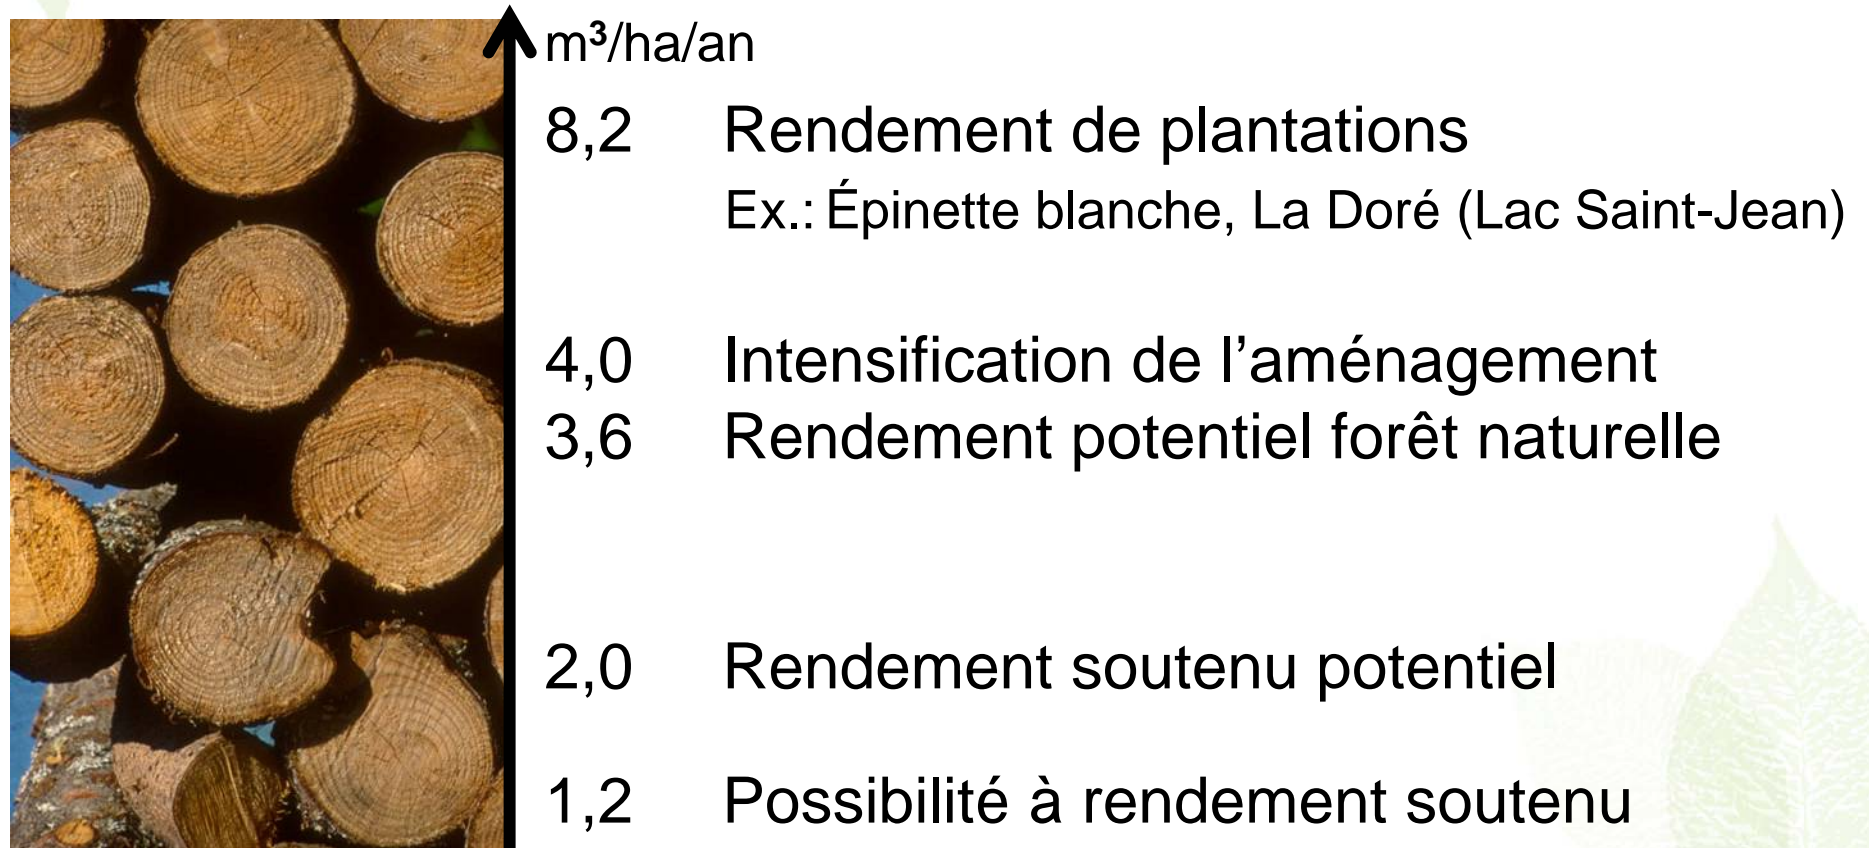 m³/ha/an
8,2 Rendement de plantations
Ex.: Épinette blanche, La Doré (Lac Saint-Jean)
4,0 Intensification de l’aménagement
3,6 Rendement potentiel forêt naturelle
2,0 Rendement soutenu potentiel
1,2 Possibilité à rendement soutenu